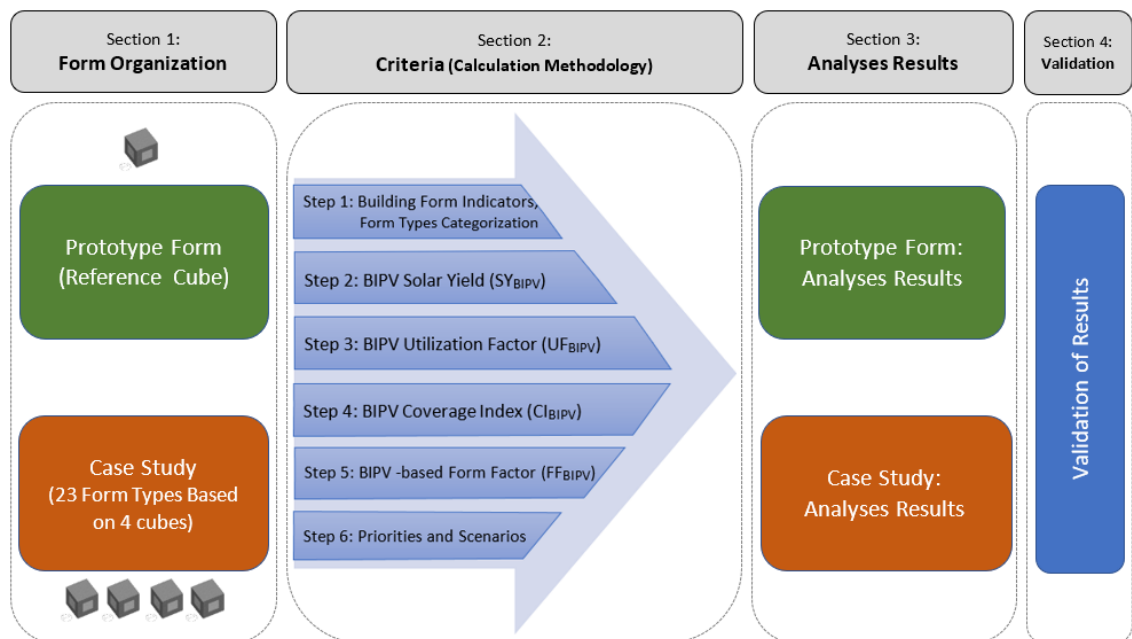 Section 1:
Form Organization
Section 2:
Criteria (Calculation Methodology)
Section 3:
Analyses Results
Section 4:
Validation
Prototype Form
(Reference Cube)
Case Study
(23 Form Types Based
on 4 cubes)
Step 1: Building Form Indicators,
Form Types Categorization
Step 2: BIPV Solar Yield (SYBIPV)
Step 3: BIPV Utilization Factor (UFBIPV)
Step 4: BIPV Coverage Index (CIBIPV)
Step 5: BIPV -based Form Factor (FFBIPV)
Step 6: Priorities and Scenarios
Prototype Form:
Analyses Results
Case Study:
Analyses Results
Validation of Results